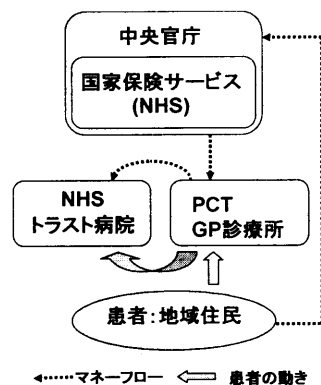 中央官庁
国家保険サービス
(NHS)
NHS
トラスト病院
PCT
GP診療所
患者:地域住民
マネーフロー
患者の動き